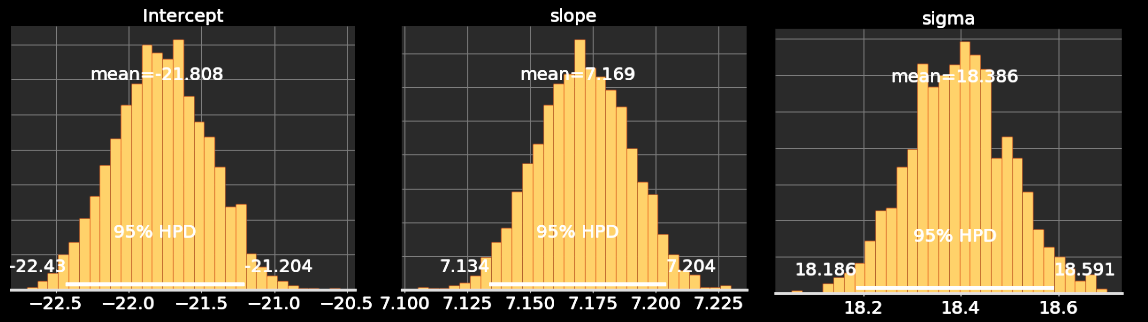 Intercept
mean=-21.808
95% HPD
-22.43
-21.204
−22.5
−22.0
−21.5
−21.0
−20.5
slope
mean=7.169
95% HPD
7.134
7.204
7.100
7.125
7.150
7.175
7.200
7.225
sigma
mean=18.386
95% HPD
18.186
18.591
18.2
18.4
18.6